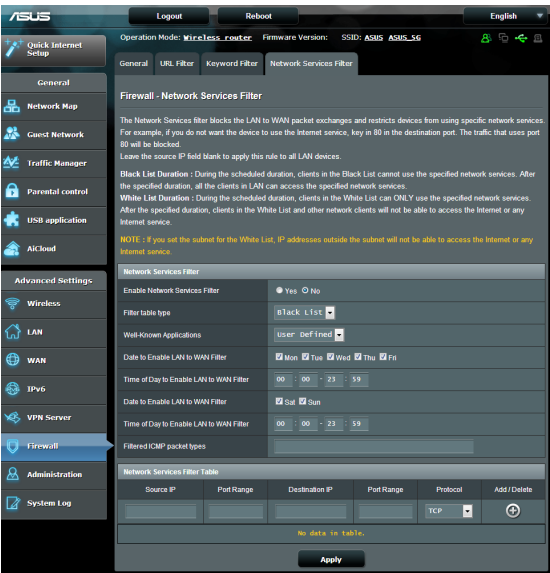 ASUS Logout Reboot English
Quick Internet Setup
General
Network Map
Guest Network
Traffic Manager
Parental control
USB application
AiCloud
Advanced Settings
Wireless
LAN
WAN
IPv6
VPN Server
Firewall
Administration
System Log
Operation Mode: Wireless router Firmware Version: SSID: ASUS ASUS_5G
General URL Filter Keyword Filter Network Services Filter
Firewall - Network Services Filter
The Network Services filter blocks the LAN to WAN packet exchanges and restricts devices from using specific network services.
For example, if you do not want the device to use the Internet service, key in 80 in the destination port. The traffic that uses port
80 will be blocked.
Leave the source IP field blank to apply this rule to all LAN devices.
Black List Duration : During the scheduled duration, clients in the Black List cannot use the specified network services. After
the specified duration, all the clients in LAN can access the specified network services.
White List Duration : During the scheduled duration, clients in the White List can ONLY use the specified network services.
After the specified duration, clients in the White List and other network clients will not be able to access the Internet or any
Internet service.
NOTE : If you set the subnet for the White List, IP addresses outside the subnet will not be able to access the Internet or any
Internet service.
Network Services Filter
Enable Network Services Filter Yes No
Filter table type Black List
Well-Known Applications User Defined
Date to Enable LAN to WAN Filter Mon Tue Wed Thu Fri
Time of Day to Enable LAN to WAN Filter 00 : 00 - 23 : 59
Date to Enable LAN to WAN Filter Sat Sun
Time of Day to Enable LAN to WAN Filter 00 : 00 - 23 : 59
Filtered ICMP packet types
Network Services Filter Table
Source IP Port Range Destination IP Port Range Protocol Add / Delete
TCP
No data in table.
Apply